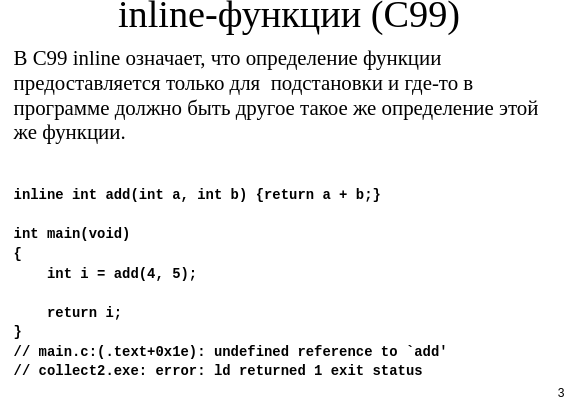 inline-функции (C99)
В C99 inline означает, что определение функции
предоставляется только для  подстановки и где-то в
программе должно быть другое такое же определение этой
же функции.
inline int add(int a, int b) {return a + b;}
int main(void)
{
    int i = add(4, 5);
    return i;
}
// main.c:(.text+0x1e): undefined reference to `add'
// collect2.exe: error: ld returned 1 exit status
3